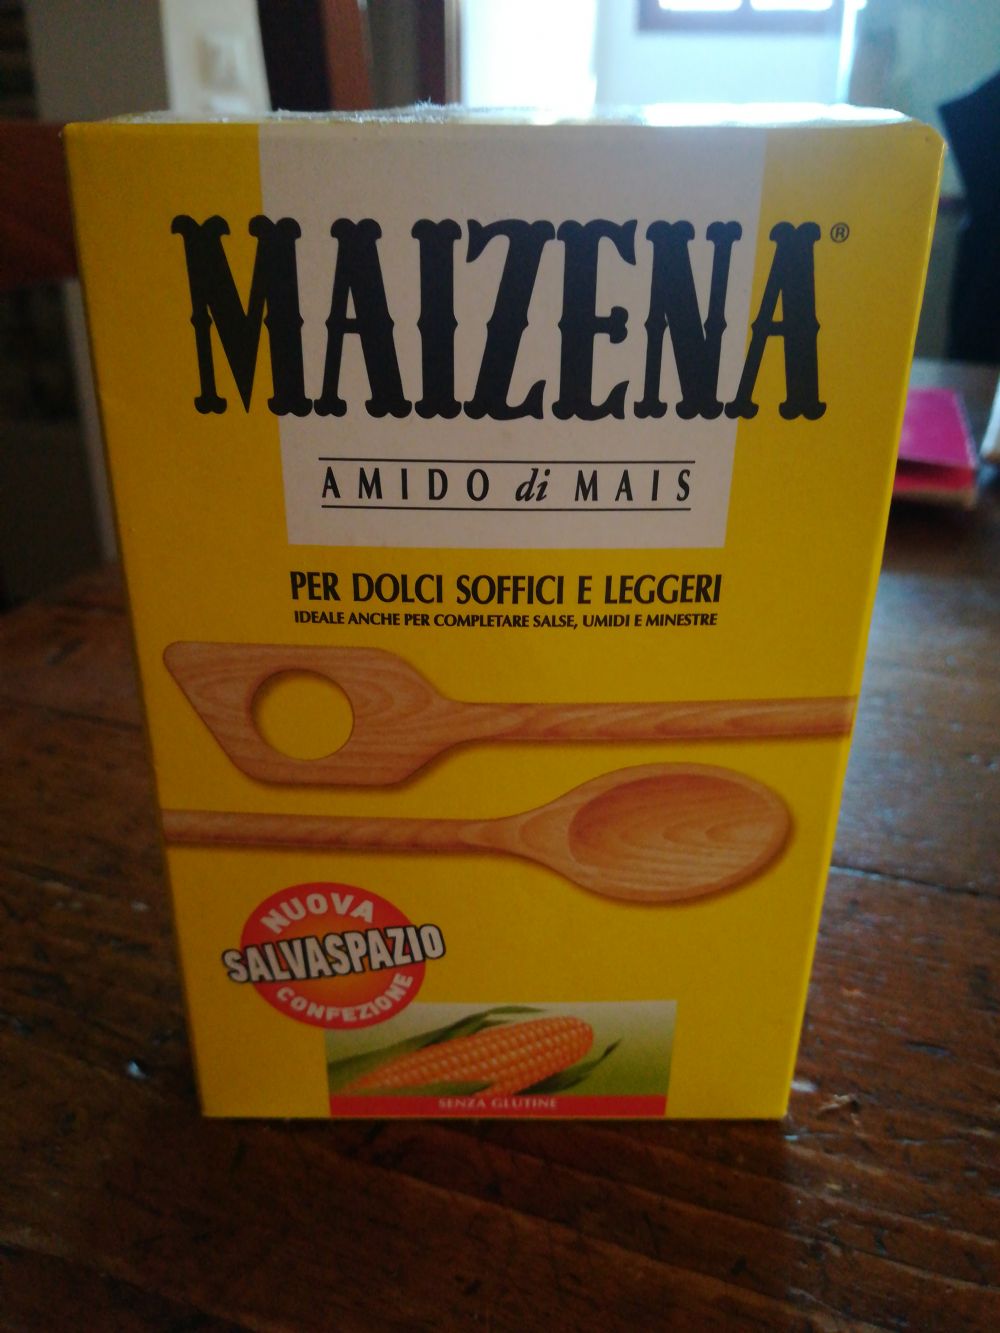 MAIZENA®
AMIDO di MAIS
PER DOLCI SOFFICI E LEGGERI
IDEALE ANCHE PER COMPLETARE SALSE, UMIDI E MINESTRE
NUOVA
SALVASPAZIO
CONFEZIONE
SENZA GLUTINE